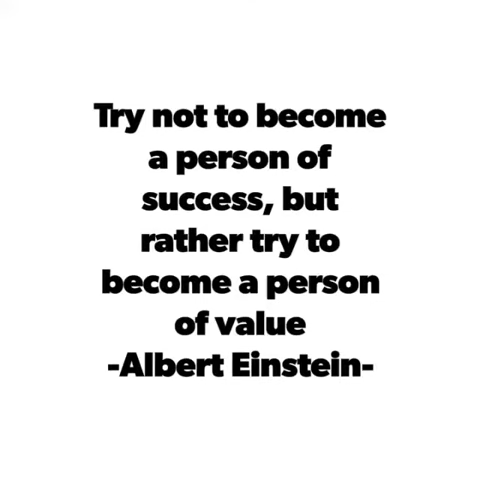 Try not to become
a person of
success, but
rather try to
become a person
of value
-Albert Einstein-